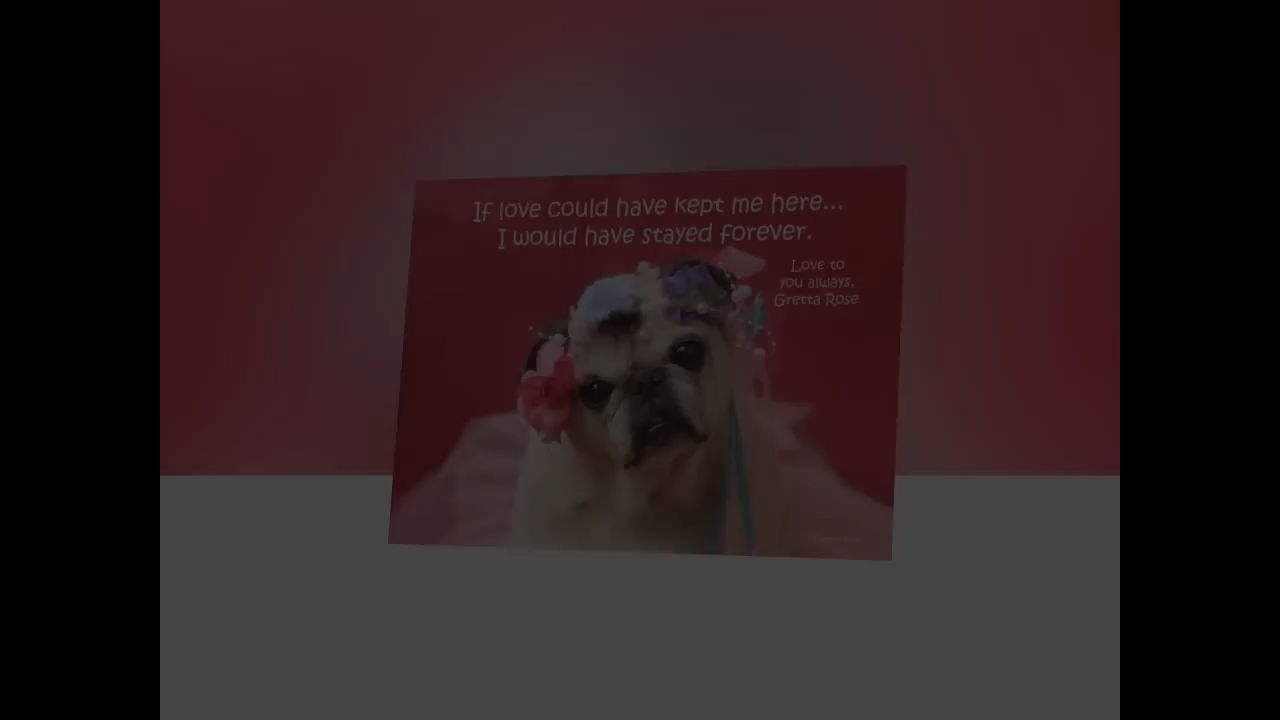 If love could have kept me here...
I would have stayed forever.
Love to
you always,
Gretta Rose